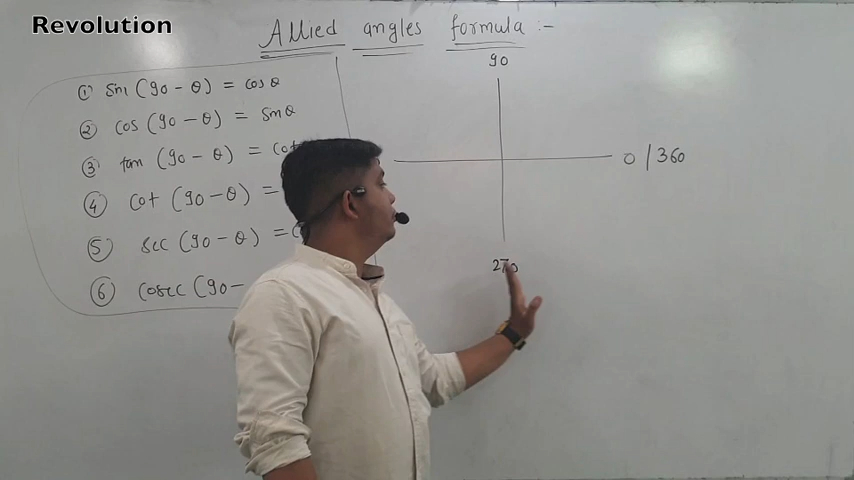 Revolution
Allied angles formula :-
① sin (90 - θ) = cos θ
② cos (90 - θ) = sin θ
③ tan (90 - θ) = cot
④ cot (90 - θ) =
⑤ sec (90 - θ) =
⑥ cosec (90 -
90
0 / 360
270